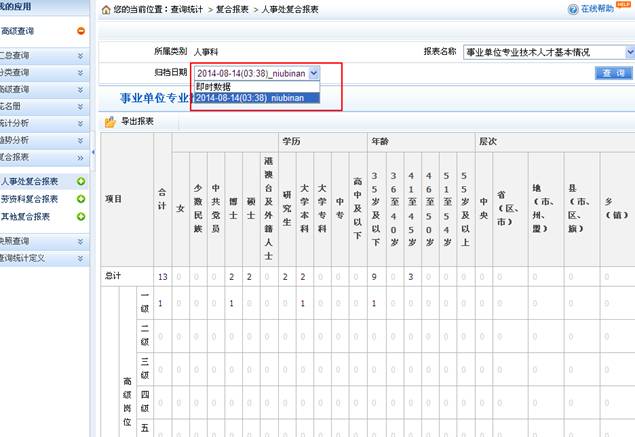 我的应用
您的当前位置：查询统计 > 复合报表 > 人事处复合报表
在线帮助
高级查询
所属类别 人事科
报表名称 事业单位专业技术人才基本情况
归档日期 2014-08-14(03:38)_niubinan
查询
即时数据
2014-08-14(03:38)_niubinan
事业单位专业技
导出报表
汇总查询
分类查询
高级查询
花名册
统计分析
趋势分析
复合报表
人事处复合报表
劳资科复合报表
其他复合报表
快照查询
查询统计定义
项目 合计 学历 年龄 层次
女 少数民族 中共党员 博士 硕士 港澳台及外籍人士 研究生 大学本科 大学专科 中专 高中及以下 35岁及以下 36至40岁 41至45岁 46至50岁 51至54岁 55岁及以上 中央 省（区、市） 地（市、州、盟） 县（市、区、旗） 乡（镇）
总计 13 0 0 0 2 2 0 2 2 0 0 0 9 0 3 0 0 0 0 0 0 0 0
高级岗位
一级 1 0 0 0 1 0 0 0 1 0 0 0 1 0 0 0 0 0 0 0 0 0 0
二级 0 0 0 0 0 0 0 0 0 0 0 0 0 0 0 0 0 0 0 0 0 0 0
三级 0 0 0 0 0 0 0 0 0 0 0 0 0 0 0 0 0 0 0 0 0 0 0
四级 0 0 0 0 0 0 0 0 0 0 0 0 0 0 0 0 0 0 0 0 0 0 0
五